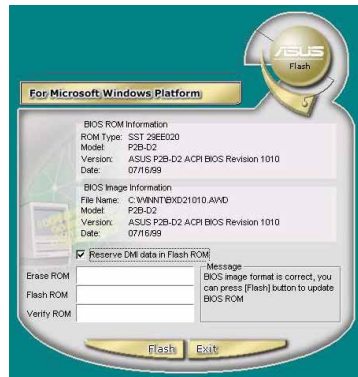 ASUS
Flash
For Microsoft Windows Platform
BIOS ROM Information
ROM Type: SST 29EE020
Model: P2B-D2
Version: ASUS P2B-D2 ACPI BIOS Revision 1010
Date: 07/16/99
BIOS Image Information
File Name: C:\WINNT\BXD21010.AWD
Model: P2B-D2
Version: ASUS P2B-D2 ACPI BIOS Revision 1010
Date: 07/16/99
Reserve DMI data in Flash ROM
Erase ROM
Flash ROM
Verify ROM
Message
BIOS image format is correct, you
can press [Flash] button to update
BIOS ROM
Flash Exit